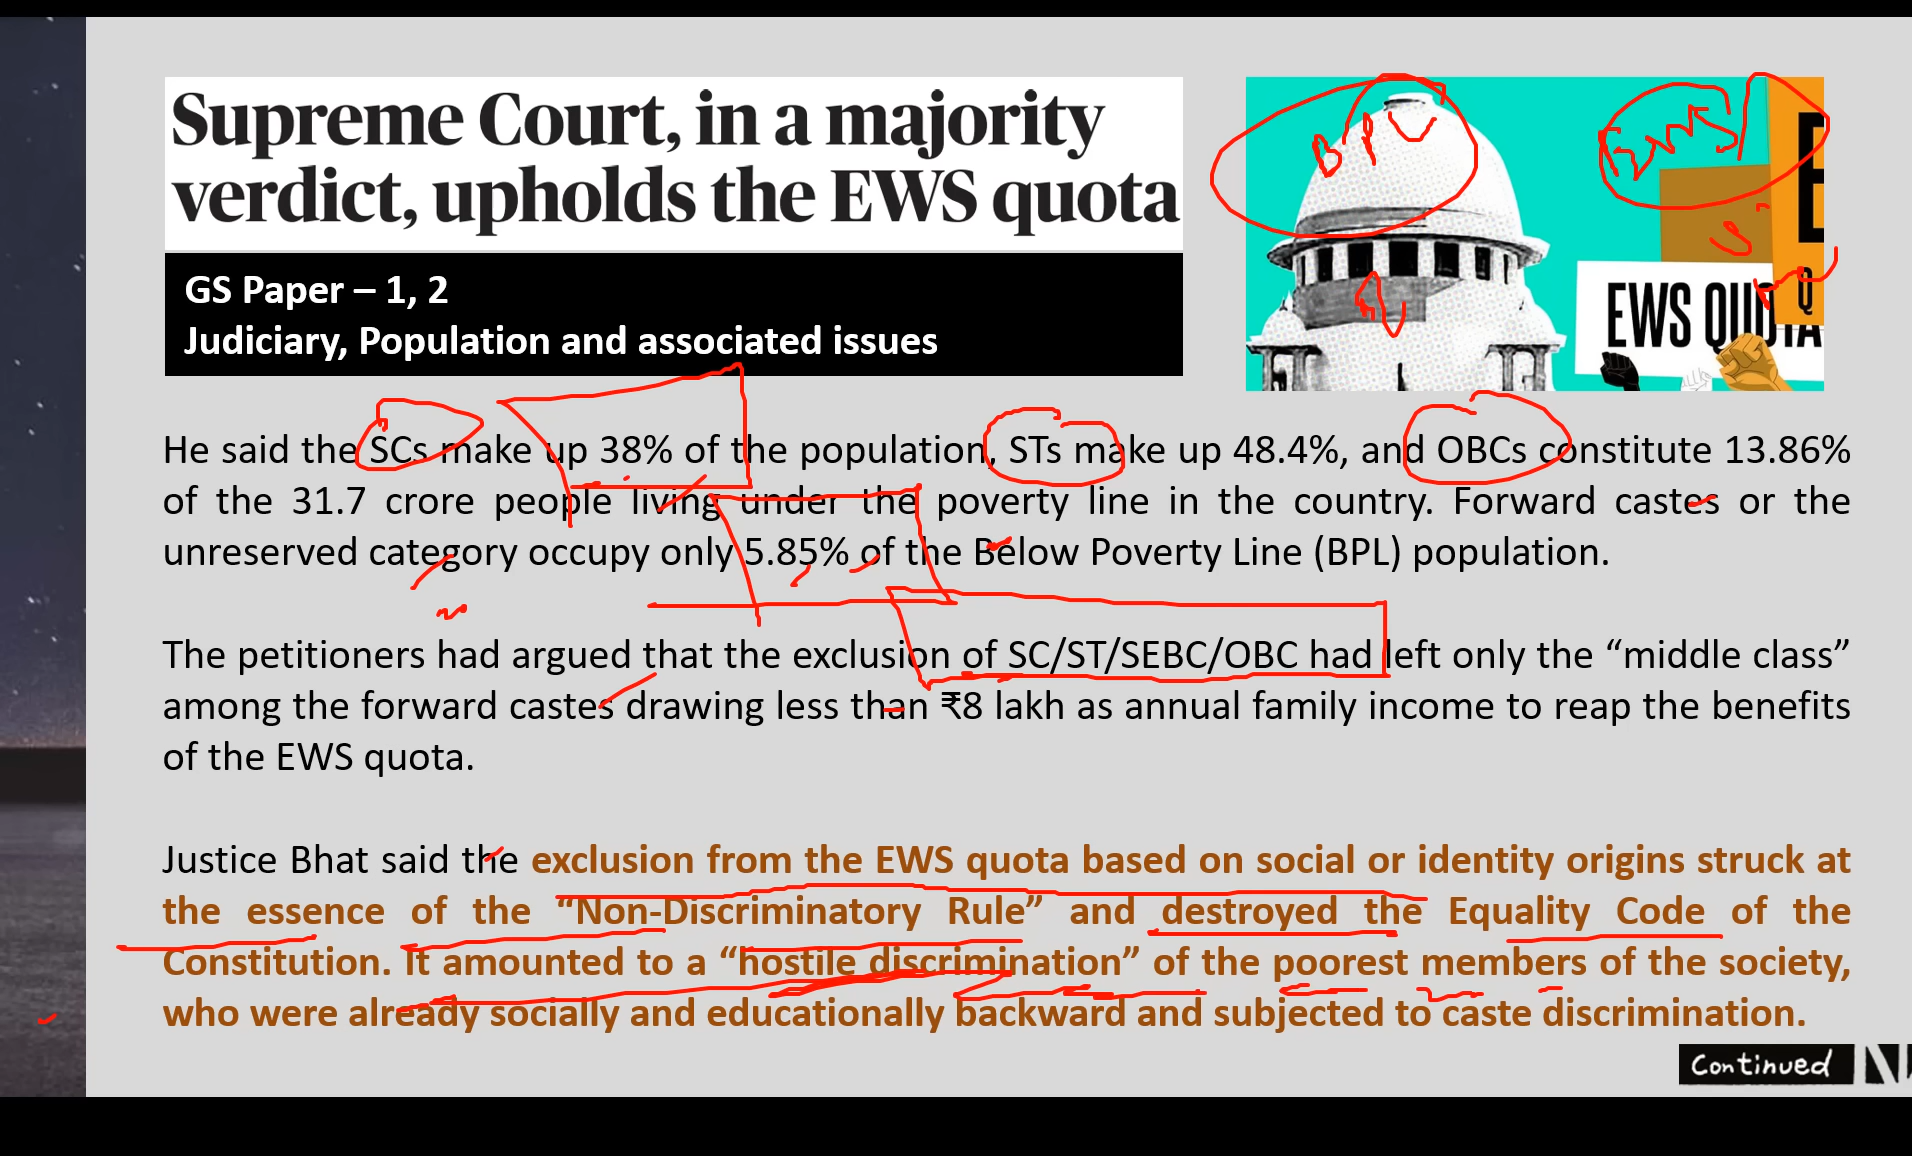 Supreme Court, in a majority
verdict, upholds the EWS quota
GS Paper – 1, 2
Judiciary, Population and associated issues
BPL
EWS
E
Q
EWS QUOTA
He said the SCs make up 38% of the population, STs make up 48.4%, and OBCs constitute 13.86%
of the 31.7 crore people living under the poverty line in the country. Forward castes or the
unreserved category occupy only 5.85% of the Below Poverty Line (BPL) population.
The petitioners had argued that the exclusion of SC/ST/SEBC/OBC had left only the “middle class”
among the forward castes drawing less than ₹8 lakh as annual family income to reap the benefits
of the EWS quota.
Justice Bhat said the exclusion from the EWS quota based on social or identity origins struck at
the essence of the “Non-Discriminatory Rule” and destroyed the Equality Code of the
Constitution. It amounted to a “hostile discrimination” of the poorest members of the society,
who were already socially and educationally backward and subjected to caste discrimination.
Continued